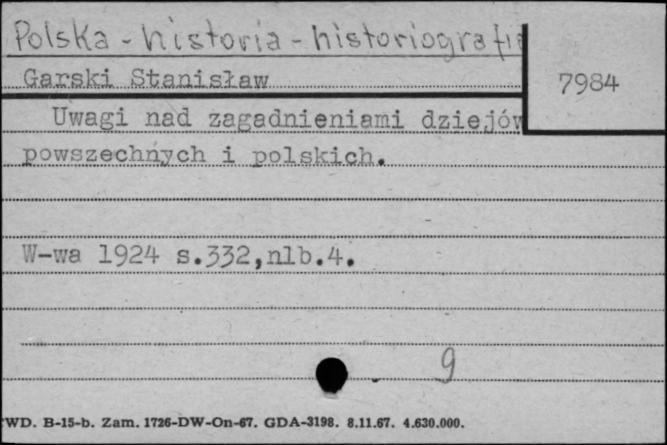 Polska - historia - historiografia
Garski Stanisław
7984
Uwagi nad zagadnieniami dziejów
powszechnych i polskich.
W-wa 1924 s.332,nlb.4.
9
WD. B-15-b. Zam. 1726-DW-On-67. GDA-3198. 8.11.67. 4.630.000.